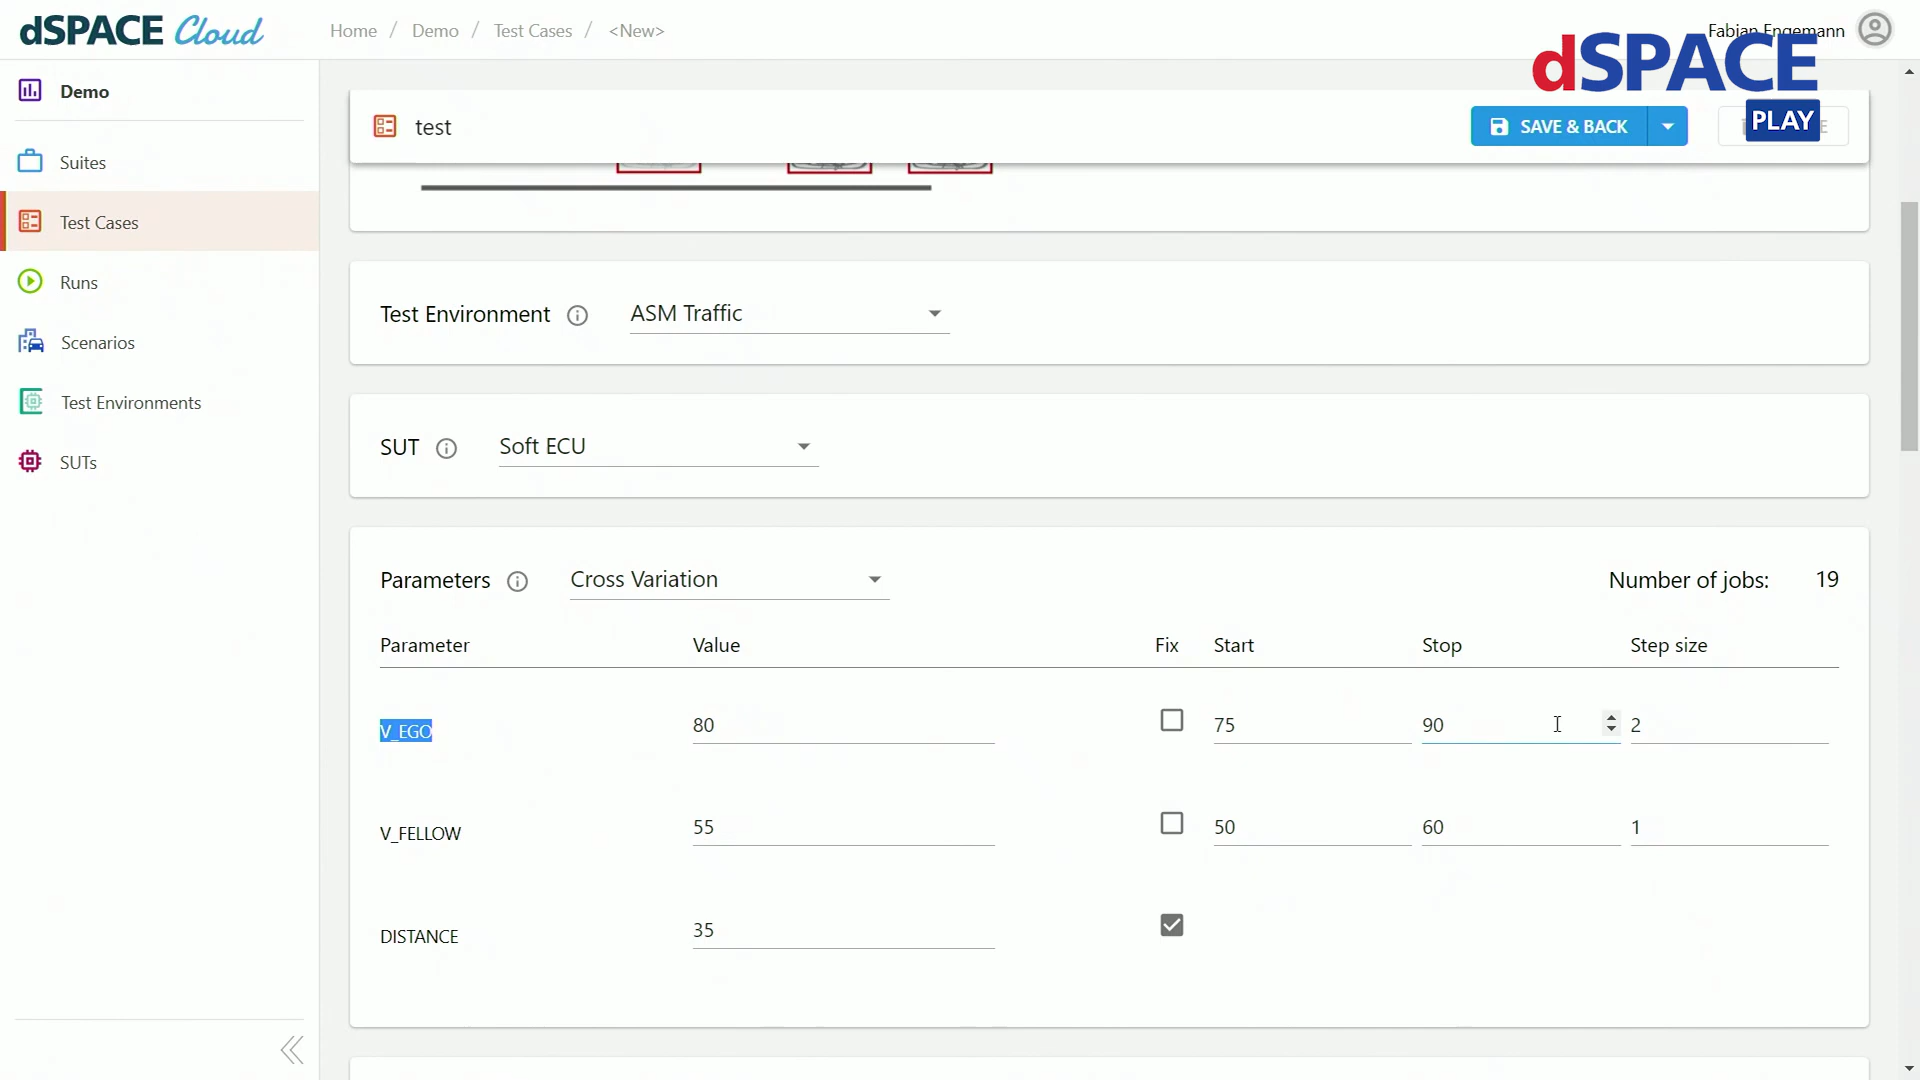 dSPACE Cloud
Home / Demo / Test Cases / <New>
Fabian Engemann
dSPACE
PLAY
Demo
Suites
Test Cases
Runs
Scenarios
Test Environments
SUTs
test
SAVE & BACK
Test Environment ASM Traffic
SUT Soft ECU
Parameters Cross Variation Number of jobs: 19
Parameter Value Fix Start Stop Step size
V_EGO 80 75 90 2
V_FELLOW 55 50 60 1
DISTANCE 35